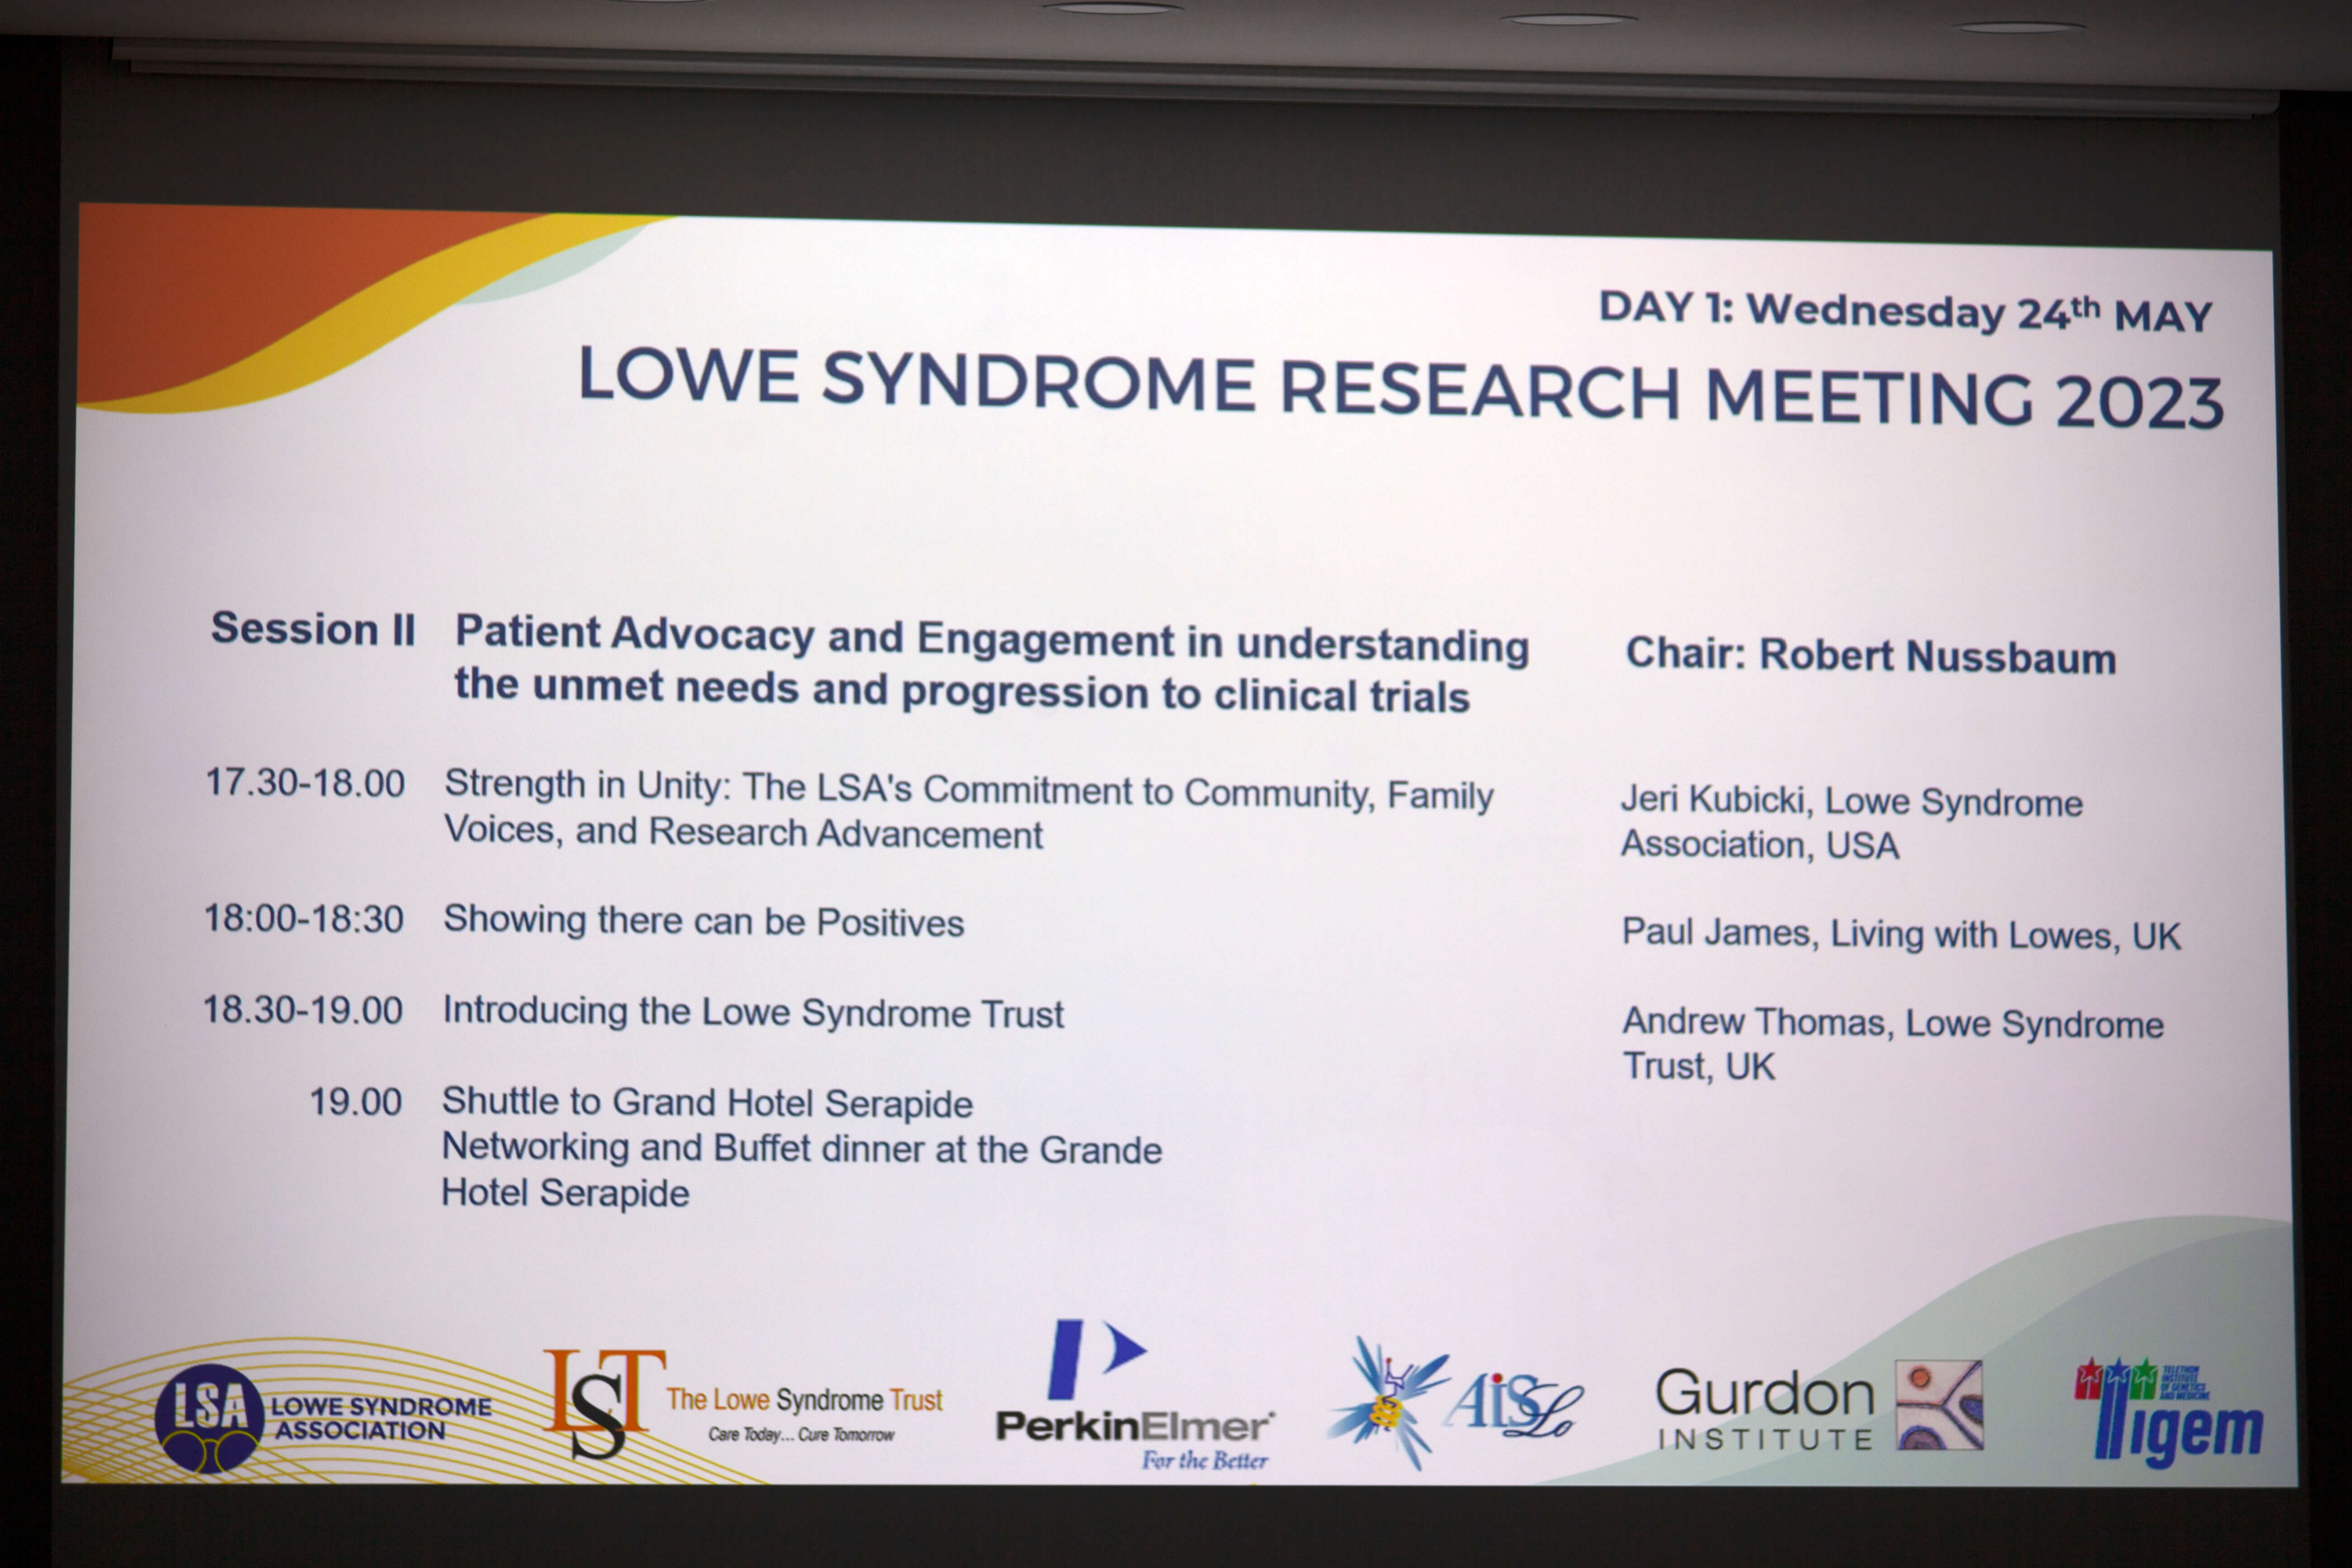 DAY 1: Wednesday 24th MAY
LOWE SYNDROME RESEARCH MEETING 2023
Session II Patient Advocacy and Engagement in understanding
the unmet needs and progression to clinical trials
Chair: Robert Nussbaum
17.30-18.00 Strength in Unity: The LSA's Commitment to Community, Family
Voices, and Research Advancement
Jeri Kubicki, Lowe Syndrome
Association, USA
18:00-18:30 Showing there can be Positives
Paul James, Living with Lowes, UK
18.30-19.00 Introducing the Lowe Syndrome Trust
Andrew Thomas, Lowe Syndrome
Trust, UK
19.00 Shuttle to Grand Hotel Serapide
Networking and Buffet dinner at the Grande
Hotel Serapide
LSA
LOWE SYNDROME
ASSOCIATION
LST
The Lowe Syndrome Trust
Care Today... Cure Tomorrow
PerkinElmer
For the Better
AiSLo
Gurdon
INSTITUTE
TELETHON
INSTITUTE
OF GENETICS
AND MEDICINE
Tigem